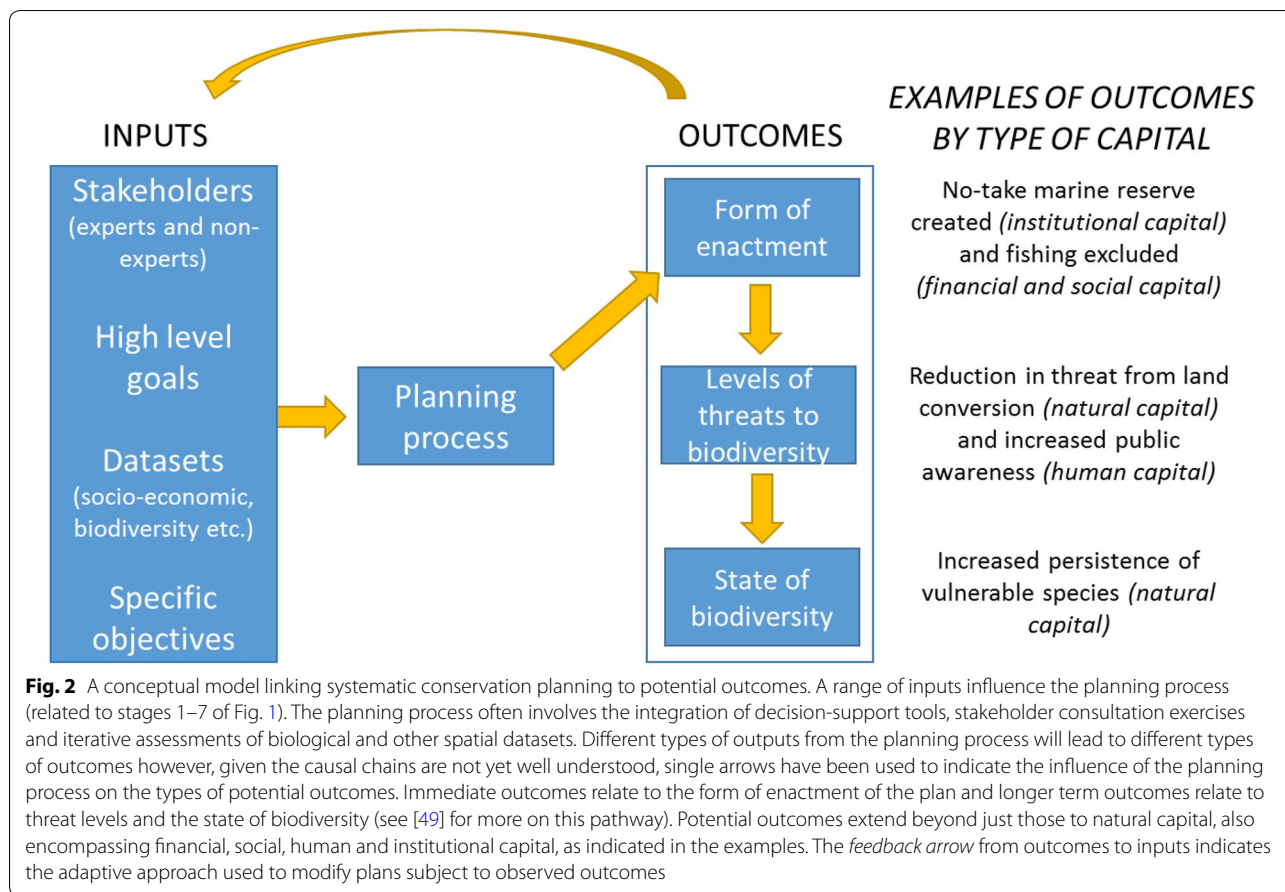 INPUTS
Stakeholders
(experts and non-
experts)
High level
goals
Datasets
(socio-economic,
biodiversity etc.)
Specific
objectives
Planning
process
OUTCOMES
Form of
enactment
Levels of
threats to
biodiversity
State of
biodiversity
EXAMPLES OF OUTCOMES
BY TYPE OF CAPITAL
No-take marine reserve
created (institutional capital)
and fishing excluded
(financial and social capital)
Reduction in threat from land
conversion (natural capital)
and increased public
awareness (human capital)
Increased persistence of
vulnerable species (natural
capital)
Fig. 2 A conceptual model linking systematic conservation planning to potential outcomes. A range of inputs influence the planning process
(related to stages 1–7 of Fig. 1). The planning process often involves the integration of decision-support tools, stakeholder consultation exercises
and iterative assessments of biological and other spatial datasets. Different types of outputs from the planning process will lead to different types
of outcomes however, given the causal chains are not yet well understood, single arrows have been used to indicate the influence of the planning
process on the types of potential outcomes. Immediate outcomes relate to the form of enactment of the plan and longer term outcomes relate to
threat levels and the state of biodiversity (see [49] for more on this pathway). Potential outcomes extend beyond just those to natural capital, also
encompassing financial, social, human and institutional capital, as indicated in the examples. The feedback arrow from outcomes to inputs indicates
the adaptive approach used to modify plans subject to observed outcomes